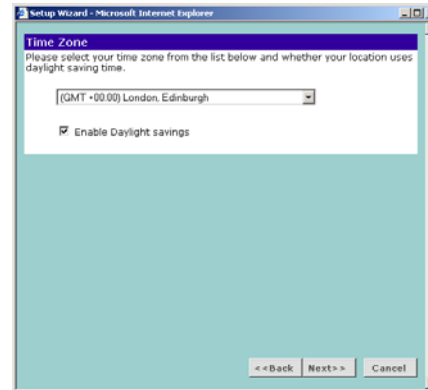 Setup Wizard - Microsoft Internet Explorer
Time Zone
Please select your time zone from the list below and whether your location uses
daylight saving time.
(GMT +00:00) London, Edinburgh
Enable Daylight savings
<<Back Next>> Cancel